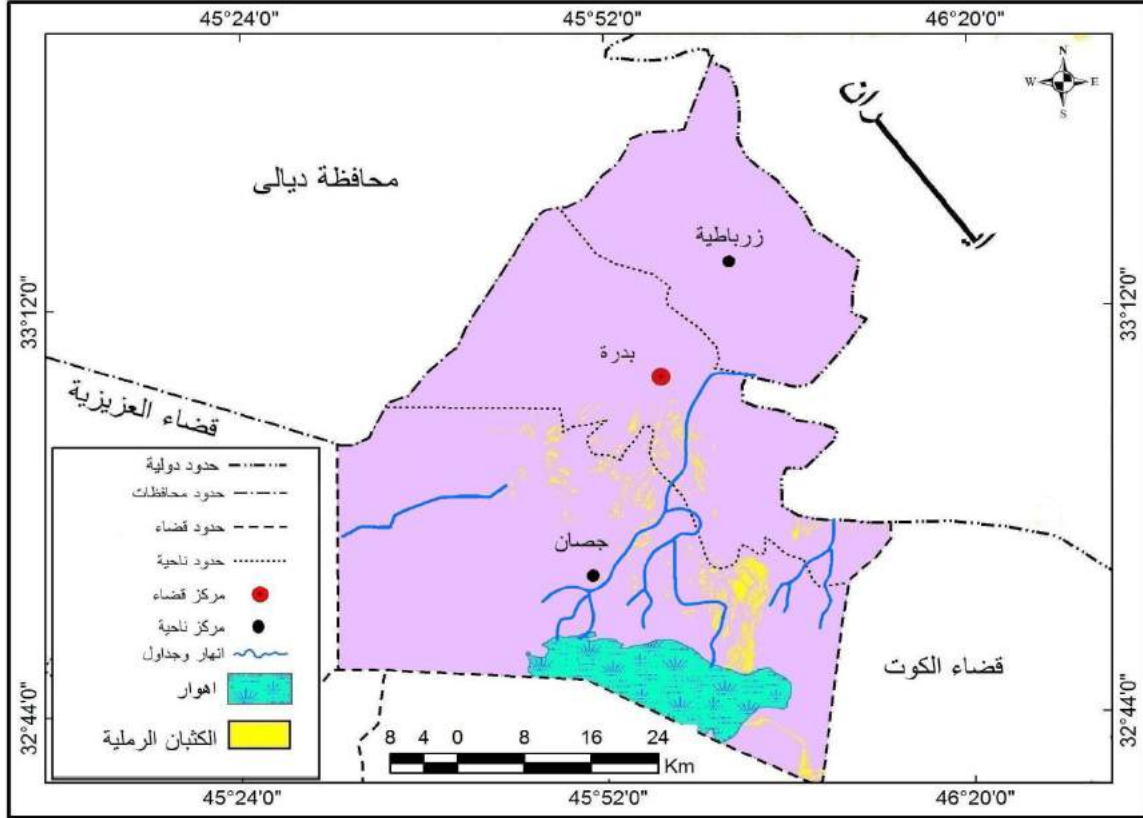 45°24'0"
45°52'0"
46°20'0"
N
W E
S
ايران
محافظة ديالى
زرباطية
33°12'0"
33°12'0"
بدرة
قضاء العزيزية
حدود دولية
حدود محافظات
حدود قضاء
حدود ناحية
مركز قضاء
مركز ناحية
انهار وجداول
اهوار
الكثبان الرملية
جصان
قضاء الكوت
32°44'0"
32°44'0"
8 4 0 8 16 24
Km
45°24'0"
45°52'0"
46°20'0"